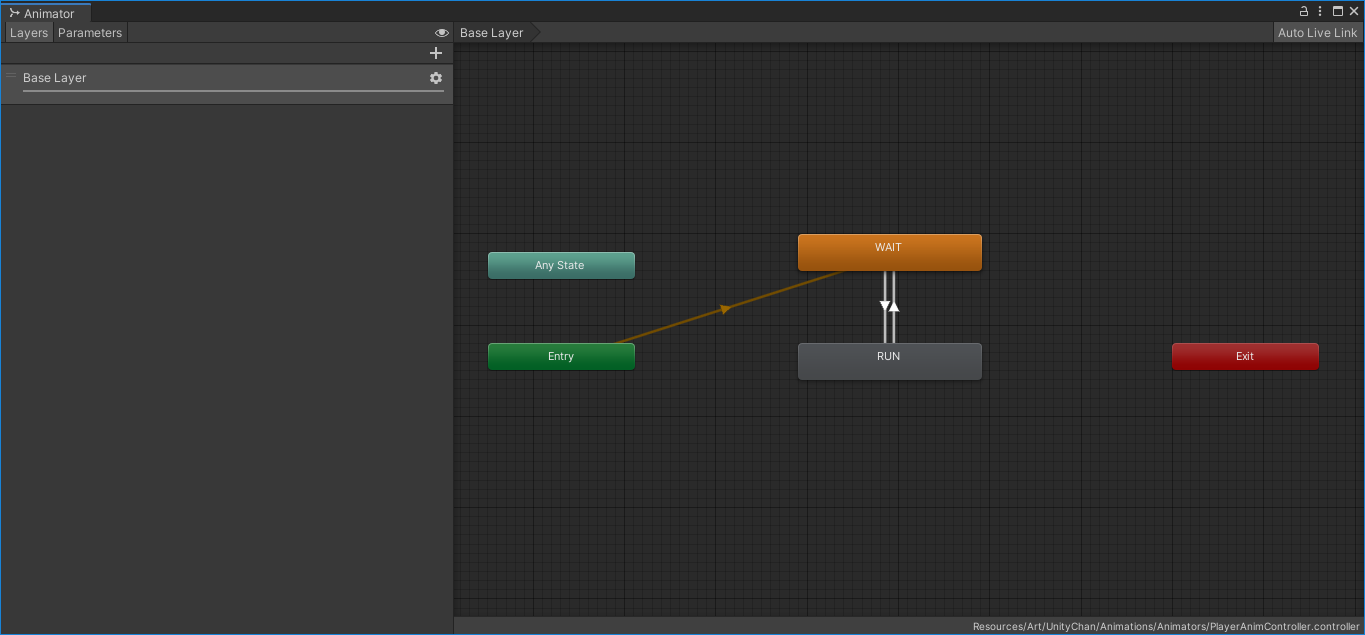 Animator
Layers Parameters
Base Layer
Auto Live Link
Base Layer
WAIT
Any State
Entry
RUN
Exit
Resources/Art/UnityChan/Animations/Animators/PlayerAnimController.controller